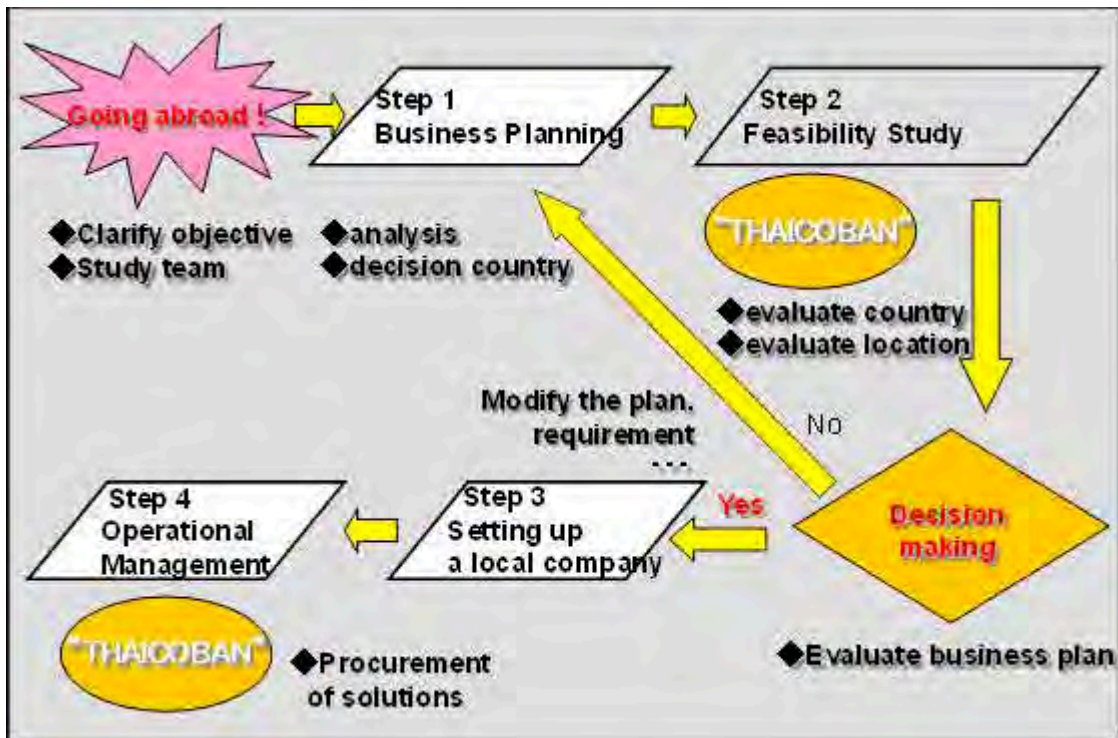 Going abroad !
Step 1
Business Planning
Step 2
Feasibility Study
◆Clarify objective
◆Study team
◆analysis
◆decision country
"THAICOBAN"
◆evaluate country
◆evaluate location
Modify the plan,
requirement
...
No
Decision
making
◆Evaluate business plan
Yes
Step 3
Setting up
a local company
Step 4
Operational
Management
"THAICOBAN"
◆Procurement
of solutions